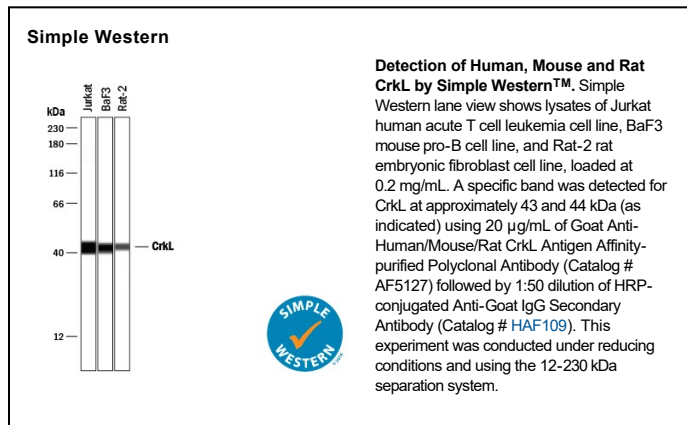 Simple Western
Jurkat
BaF3
Rat-2
kDa
230
180
116
66
40
12
CrkL
SIMPLE
WESTERN
Detection of Human, Mouse and Rat
CrkL by Simple Western™. Simple
Western lane view shows lysates of Jurkat
human acute T cell leukemia cell line, BaF3
mouse pro-B cell line, and Rat-2 rat
embryonic fibroblast cell line, loaded at
0.2 mg/mL. A specific band was detected for
CrkL at approximately 43 and 44 kDa (as
indicated) using 20 µg/mL of Goat Anti-
Human/Mouse/Rat CrkL Antigen Affinity-
purified Polyclonal Antibody (Catalog #
AF5127) followed by 1:50 dilution of HRP-
conjugated Anti-Goat IgG Secondary
Antibody (Catalog # HAF109). This
experiment was conducted under reducing
conditions and using the 12-230 kDa
separation system.